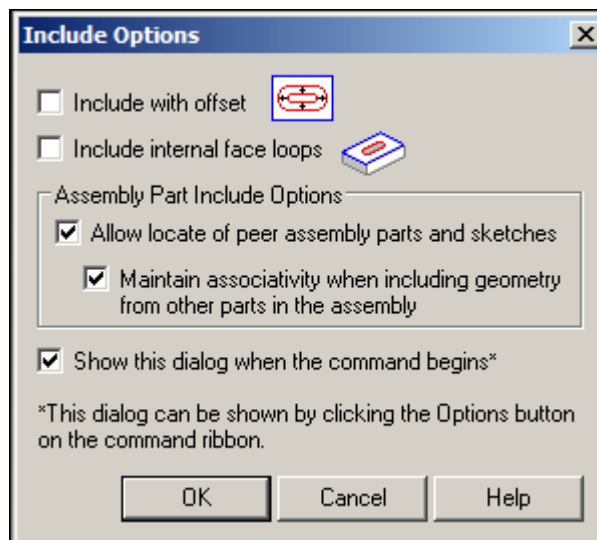 Include Options
Include with offset
Include internal face loops
Assembly Part Include Options
Allow locate of peer assembly parts and sketches
Maintain associativity when including geometry
from other parts in the assembly
Show this dialog when the command begins*
*This dialog can be shown by clicking the Options button
on the command ribbon.
OK Cancel Help